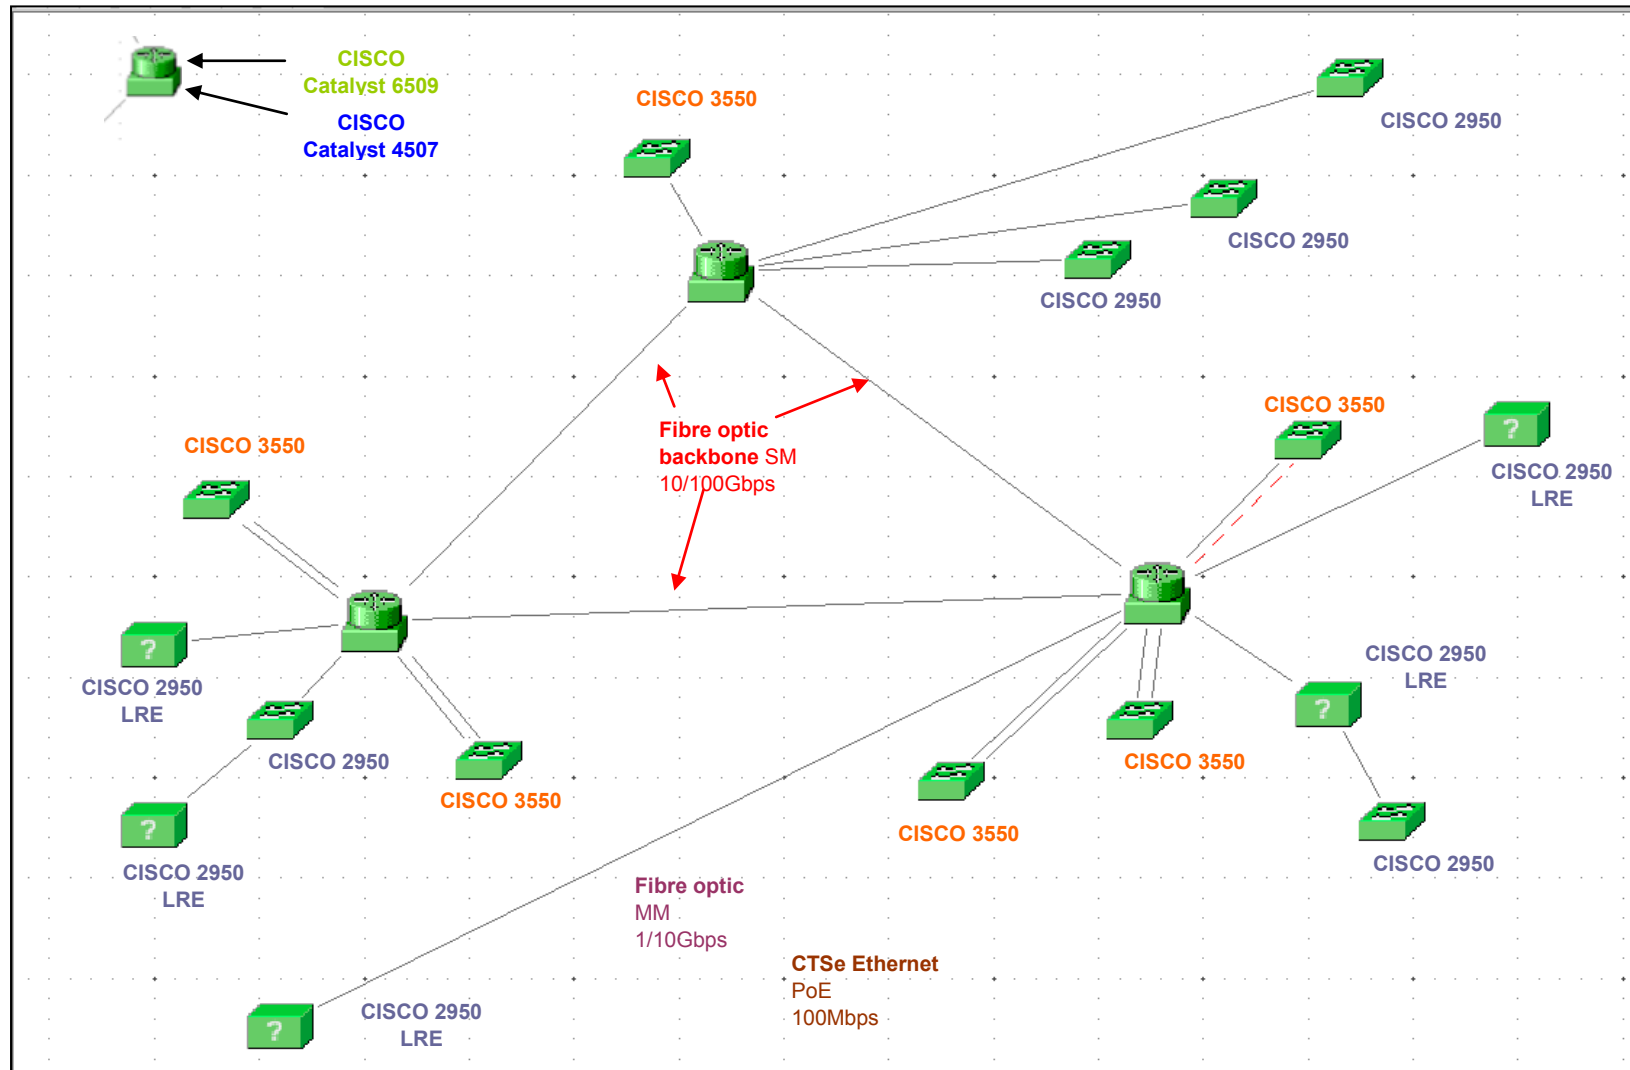 CISCO
Catalyst 6509
CISCO
Catalyst 4507
CISCO 3550
CISCO 2950
CISCO 2950
CISCO 2950
CISCO 3550
CISCO 2950
LRE
Fibre optic
backbone SM
10/100Gbps
CISCO 3550
?
?
CISCO 2950
LRE
CISCO 2950
?
CISCO 2950
LRE
CISCO 3550
CISCO 2950
LRE
?
CISCO 3550
CISCO 3550
CISCO 2950
Fibre optic
MM
1/10Gbps
CTSe Ethernet
PoE
100Mbps
?
CISCO 2950
LRE